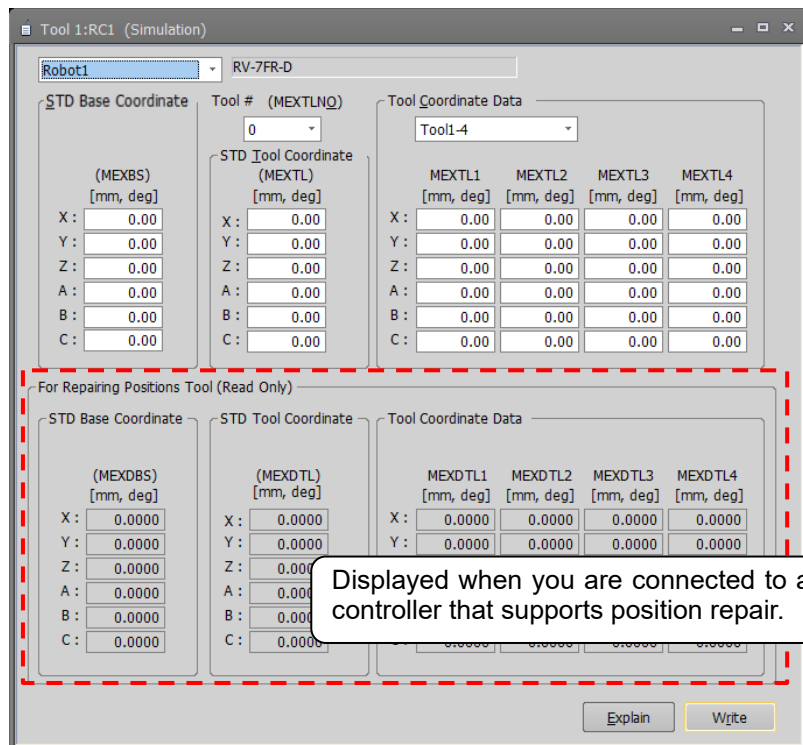 Tool 1:RC1 (Simulation)
Robot1 RV-7FR-D
STD Base Coordinate Tool # (MEXTLNO) Tool Coordinate Data
0 Tool1-4
STD Tool Coordinate
(MEXBS) (MEXTL) MEXTL1 MEXTL2 MEXTL3 MEXTL4
[mm, deg] [mm, deg] [mm, deg] [mm, deg] [mm, deg] [mm, deg]
X : 0.00 X : 0.00 X : 0.00 0.00 0.00 0.00
Y : 0.00 Y : 0.00 Y : 0.00 0.00 0.00 0.00
Z : 0.00 Z : 0.00 Z : 0.00 0.00 0.00 0.00
A : 0.00 A : 0.00 A : 0.00 0.00 0.00 0.00
B : 0.00 B : 0.00 B : 0.00 0.00 0.00 0.00
C : 0.00 C : 0.00 C : 0.00 0.00 0.00 0.00
For Repairing Positions Tool (Read Only)
STD Base Coordinate STD Tool Coordinate Tool Coordinate Data
(MEXDBS) (MEXDTL) MEXDTL1 MEXDTL2 MEXDTL3 MEXDTL4
[mm, deg] [mm, deg] [mm, deg] [mm, deg] [mm, deg] [mm, deg]
X : 0.0000 X : 0.0000 X : 0.0000 0.0000 0.0000 0.0000
Y : 0.0000 Y : 0.0000 Y : 0.0000 0.0000 0.0000 0.0000
Z : 0.0000 Z :
A : 0.0000 A :
B : 0.0000 B :
C : 0.0000 C :
Displayed when you are connected to a
controller that supports position repair.
Explain Write